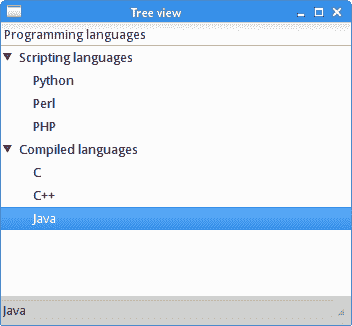 Tree view
Programming languages
Scripting languages
Python
Perl
PHP
Compiled languages
C
C++
Java
Java